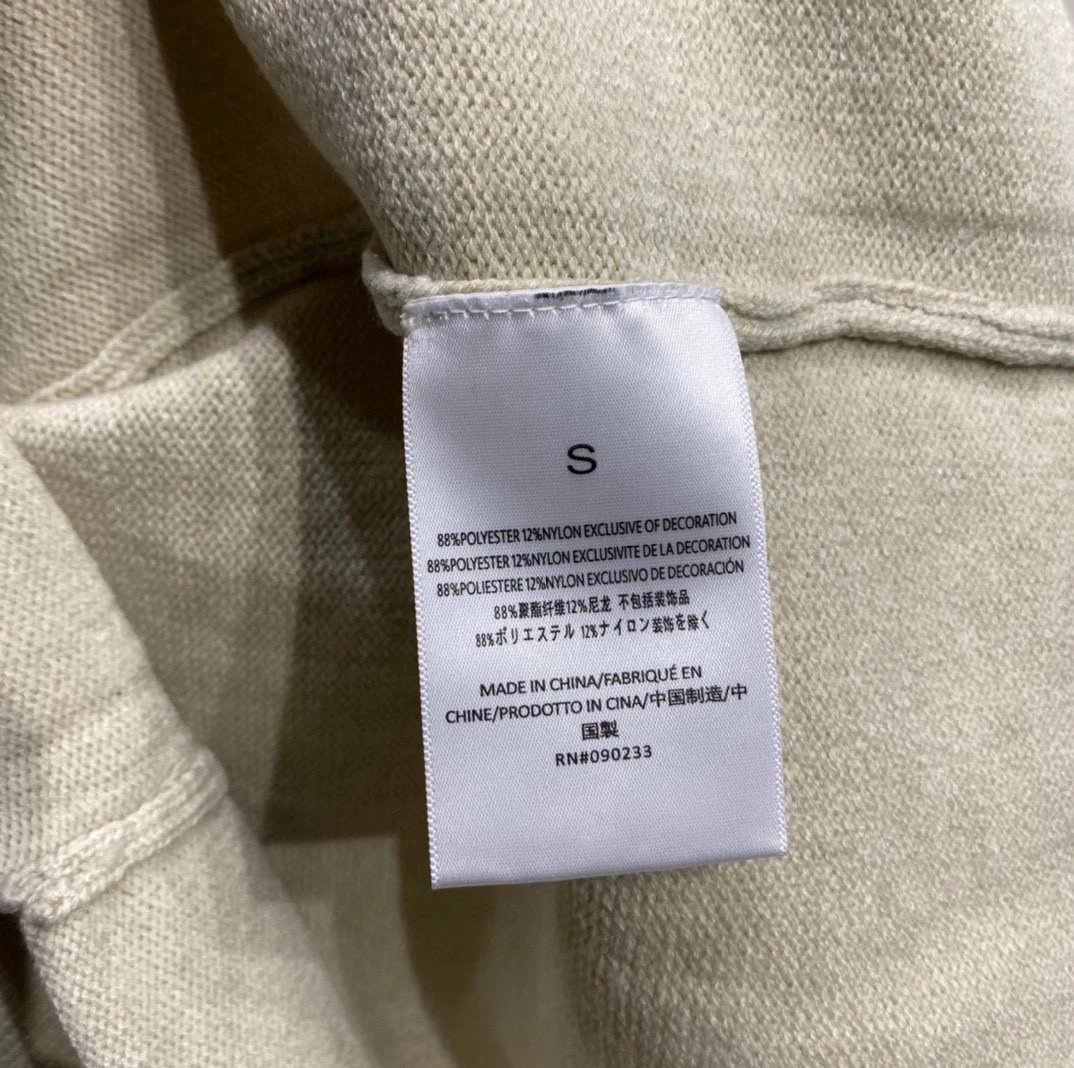 S
88%POLYESTER 12%NYLON EXCLUSIVE OF DECORATION
88%POLYESTER 12%NYLON EXCLUSIVITE DE LA DECORATION
88%POLIESTERE 12%NYLON EXCLUSIVO DE DECORACIÓN
88%聚脂纤维12%尼龙 不包括装饰品
88%ポリエステル 12%ナイロン装飾を除く
MADE IN CHINA/FABRIQUÉ EN
CHINE/PRODOTTO IN CINA/中国制造/中
国製
RN#090233